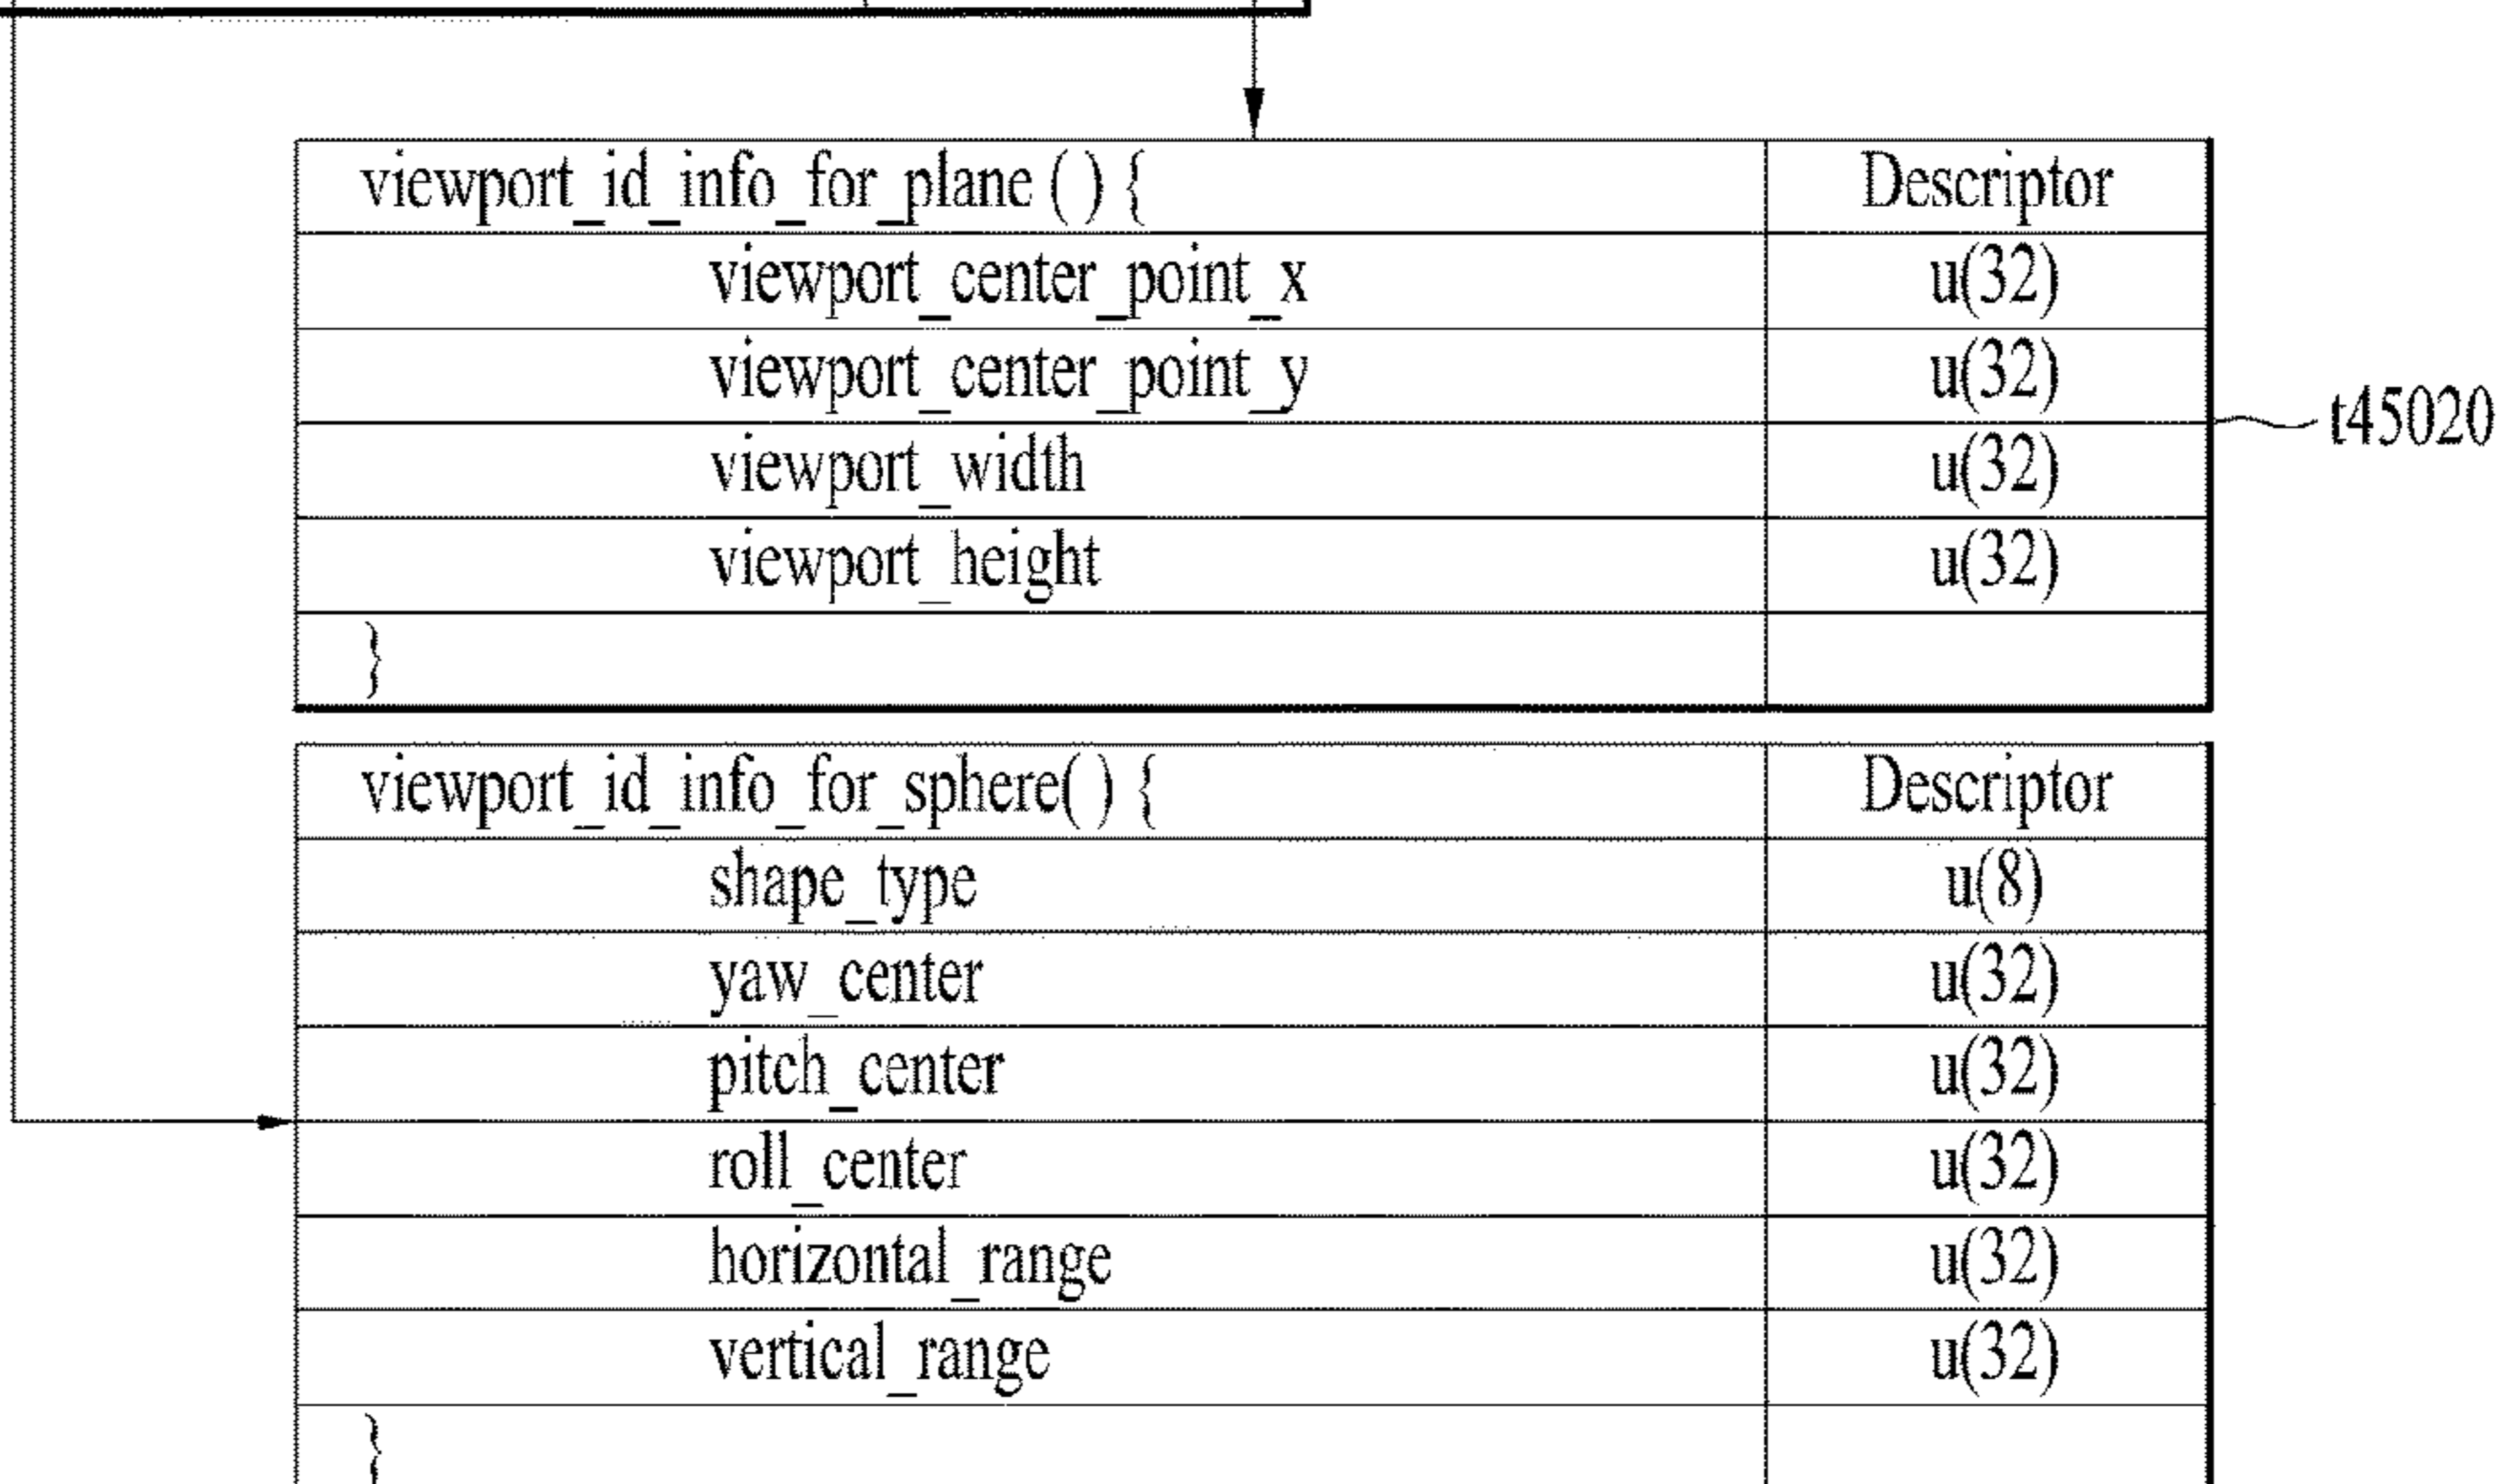 viewport_id_info_for_plane ( ) { Descriptor
viewport_center_point_x u(32)
viewport_center_point_y u(32)
t45020
viewport_width u(32)
viewport_height u(32)
}
viewport_id_info_for_sphere( ) { Descriptor
shape_type u(8)
yaw_center u(32)
pitch_center u(32)
roll_center u(32)
horizontal_range u(32)
vertical_range u(32)
}